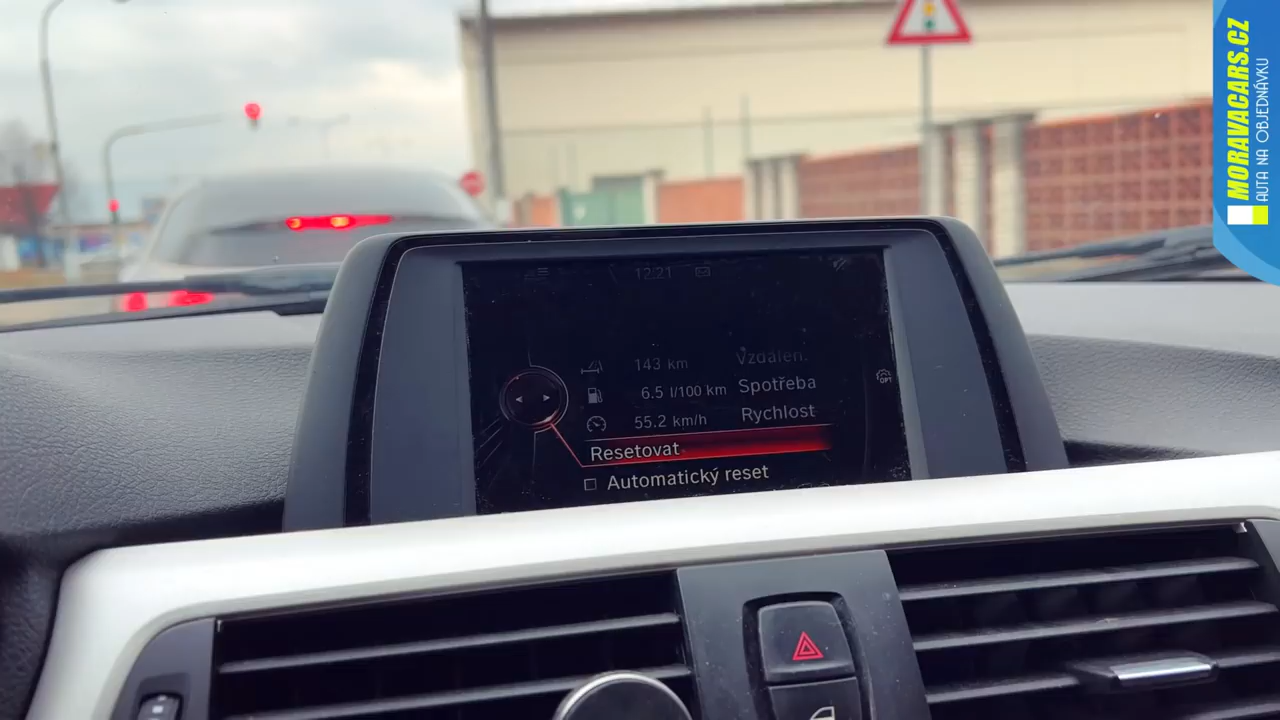 MORAVACARS.CZ
AUTA NA OBJEDNÁVKU
12:21
143 km Vzdálen.
6.5 l/100 km Spotřeba
55.2 km/h Rychlost
Resetovat
Automatický reset
OPT